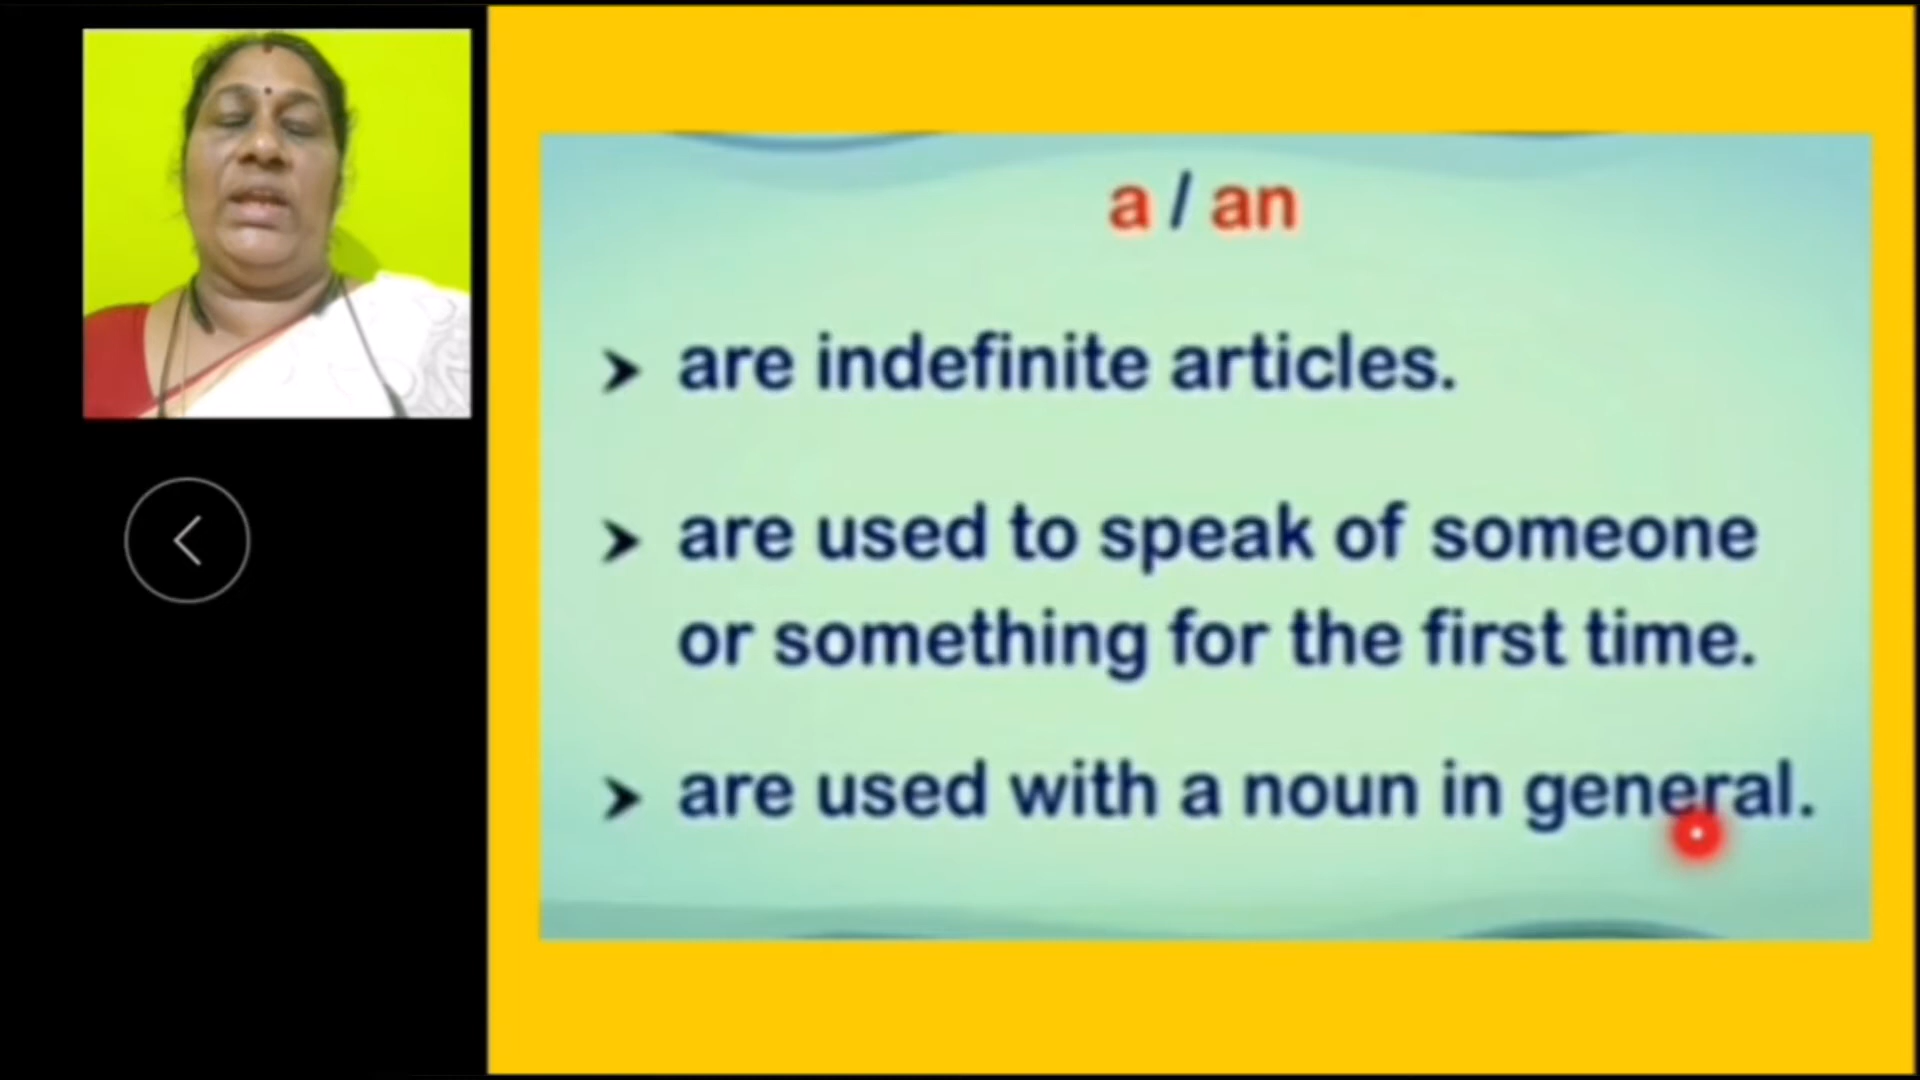 a / an
are indefinite articles.
are used to speak of someone
or something for the first time.
are used with a noun in general.